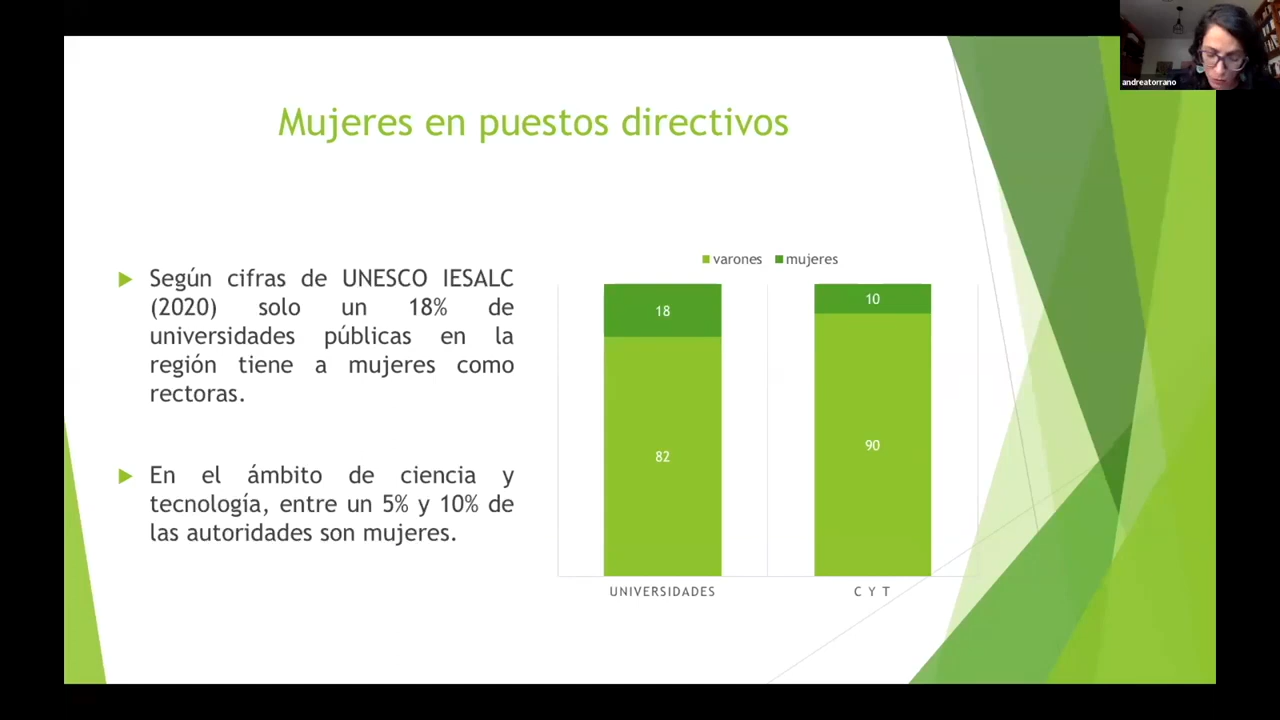 andreatorrano
Mujeres en puestos directivos
Según cifras de UNESCO IESALC
(2020) solo un 18% de
universidades públicas en la
región tiene a mujeres como
rectoras.
En el ámbito de ciencia y
tecnología, entre un 5% y 10% de
las autoridades son mujeres.
varones mujeres
18
10
82
90
UNIVERSIDADES
C Y T